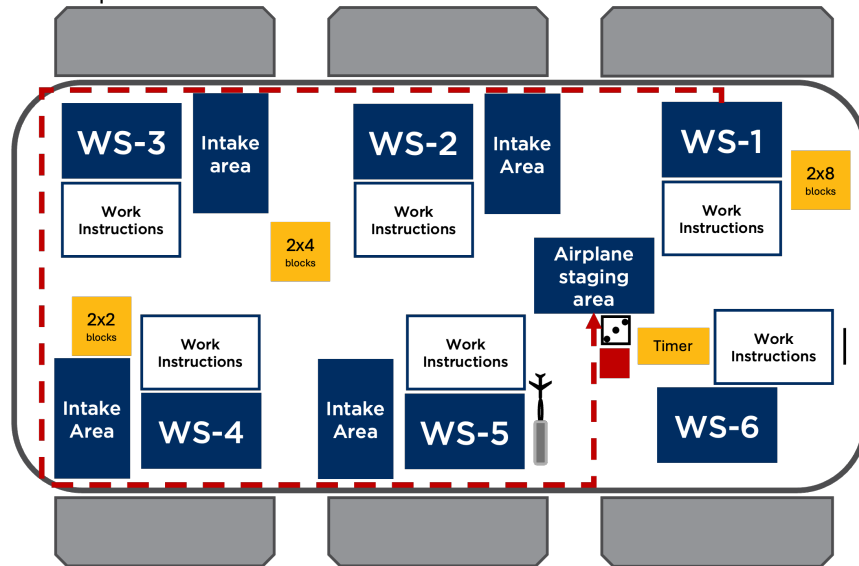 WS-3
Intake
area
WS-2
Intake
Area
WS-1
2x8
blocks
Work
Instructions
Work
Instructions
Work
Instructions
2x4
blocks
Airplane
staging
area
2x2
blocks
Work
Instructions
Work
Instructions
Timer
Work
Instructions
Intake
Area
WS-4
Intake
Area
WS-5
WS-6